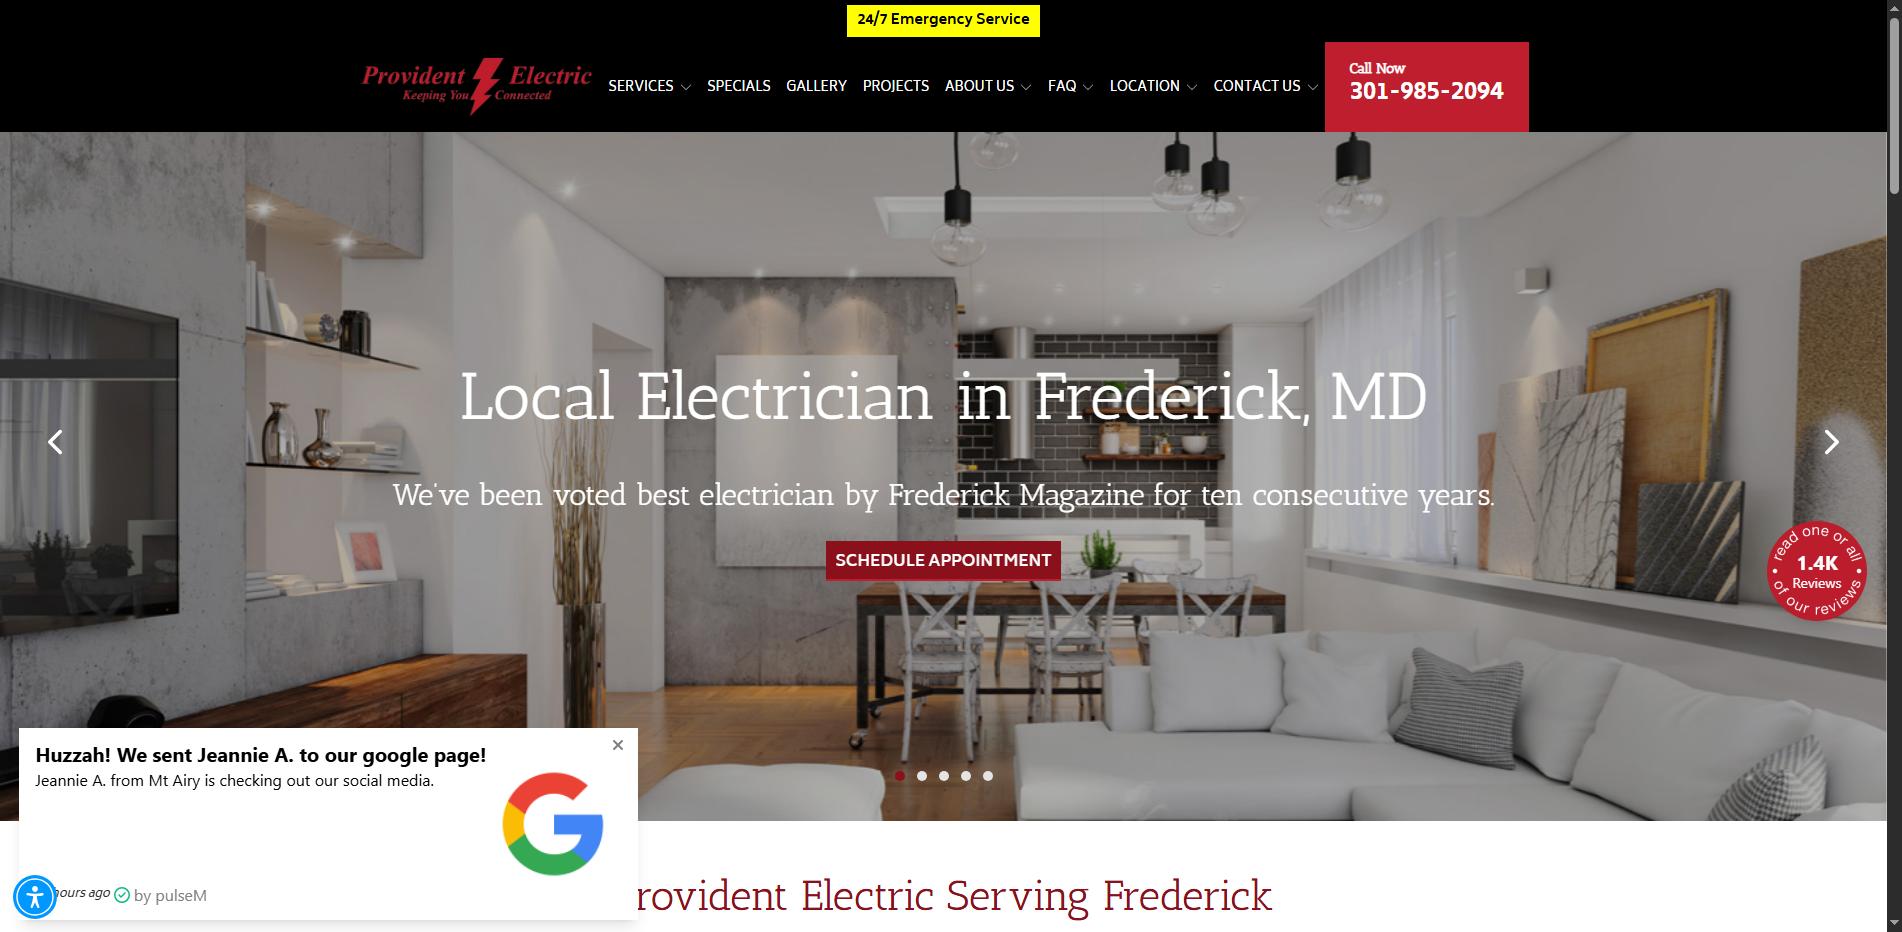 24/7 Emergency Service
Provident Electric
Keeping You Connected
SERVICES
SPECIALS
GALLERY
PROJECTS
ABOUT US
FAQ
LOCATION
CONTACT US
Call Now
301-985-2094
Local Electrician in Frederick, MD
We've been voted best electrician by Frederick Magazine for ten consecutive years.
SCHEDULE APPOINTMENT
read one or all
1.4K
Reviews
of our reviews
Huzzah! We sent Jeannie A. to our google page!
Jeannie A. from Mt Airy is checking out our social media.
hours ago
by pulseM
rovident Electric Serving Frederick